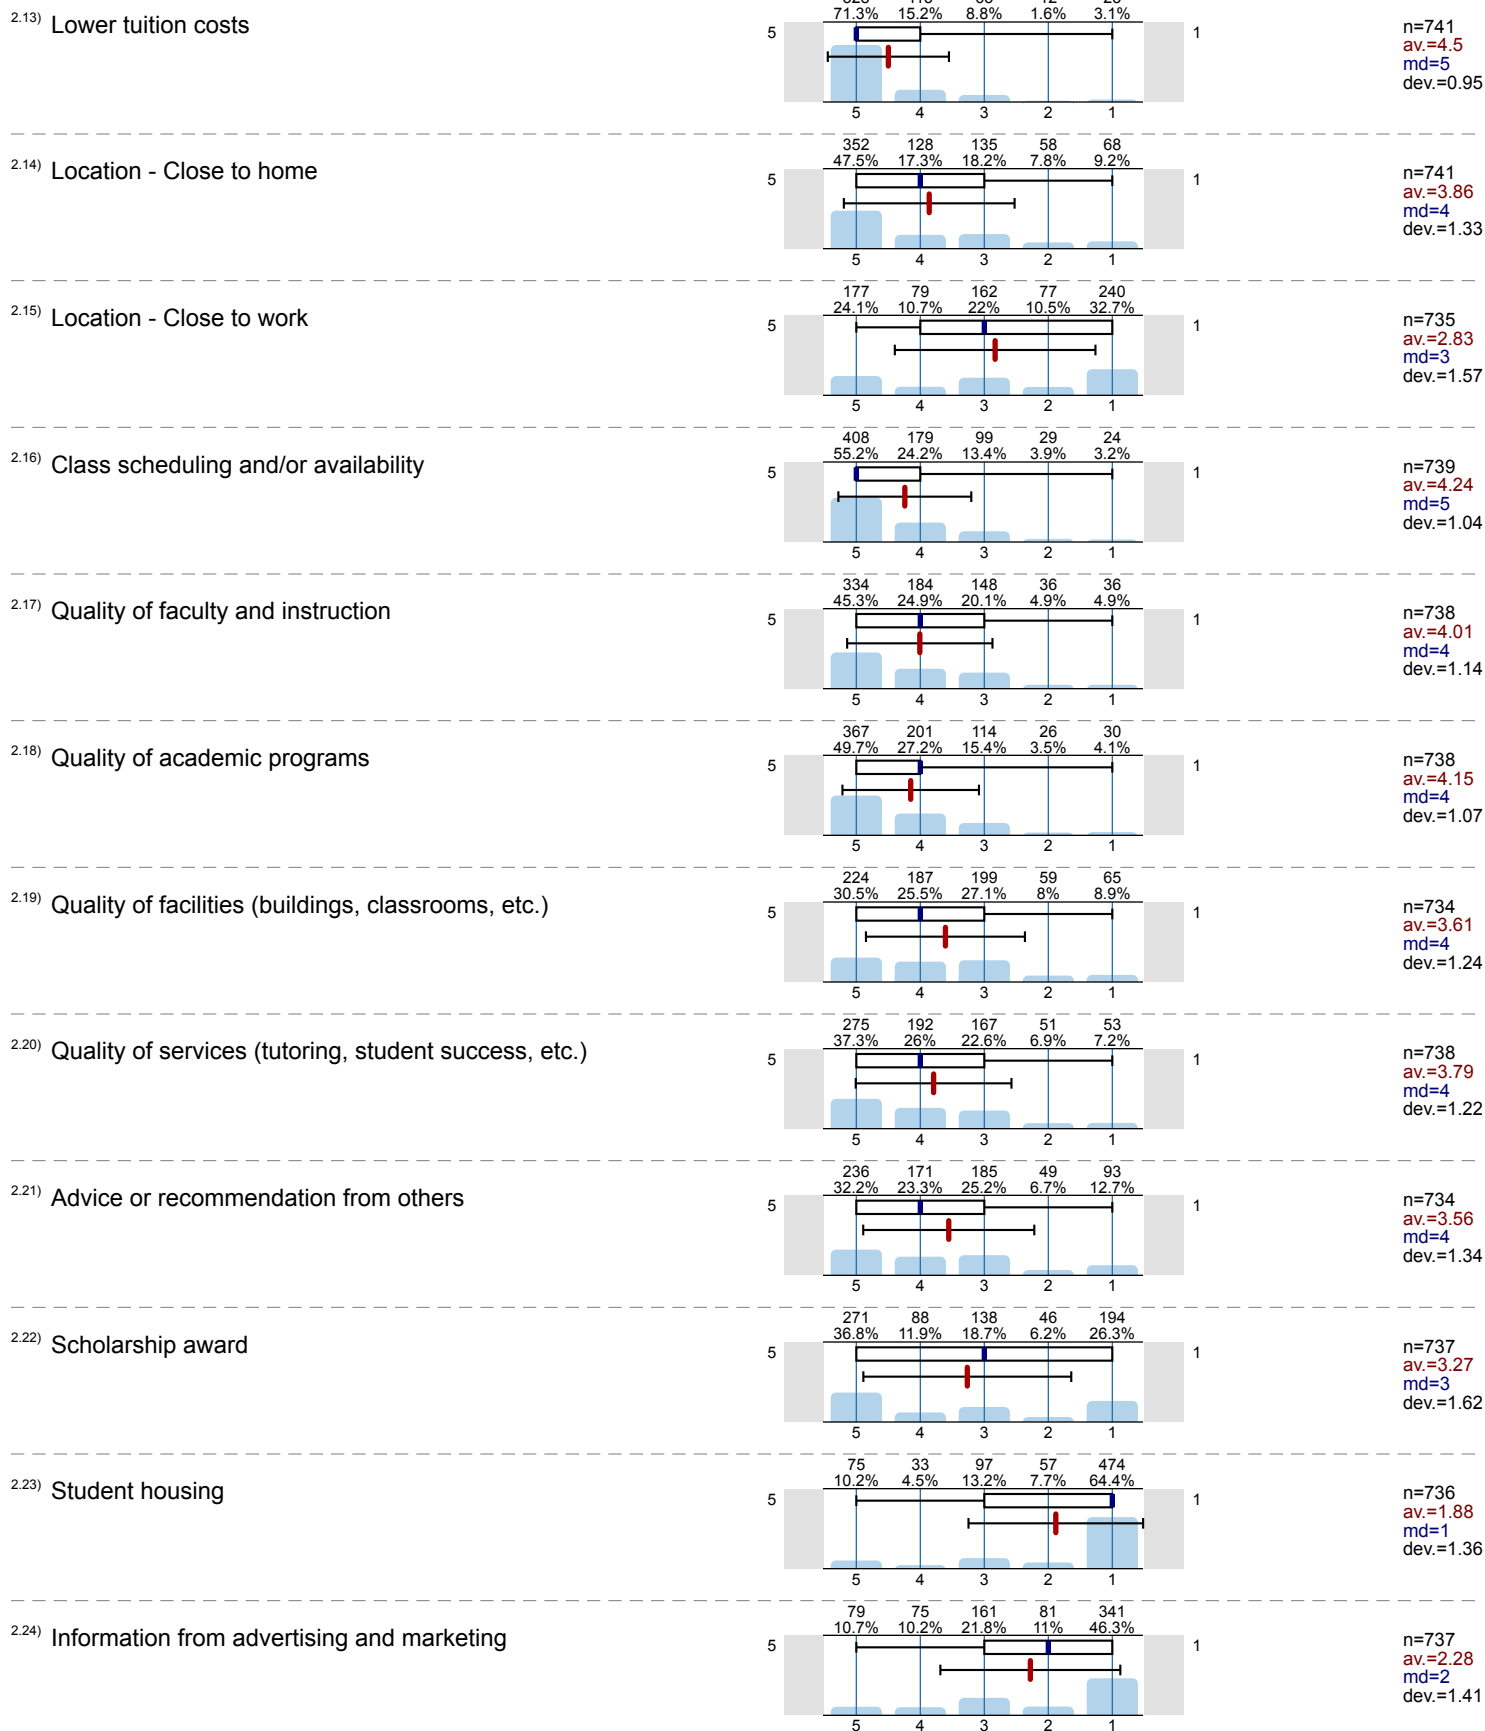 71.3% 15.2% 8.8% 1.6% 3.1%
2.13) Lower tuition costs
5 1
n=741
av.=4.5
md=5
dev.=0.95
5 4 3 2 1
352 128 135 58 68
47.5% 17.3% 18.2% 7.8% 9.2%
2.14) Location - Close to home
5 1
n=741
av.=3.86
md=4
dev.=1.33
5 4 3 2 1
177 79 162 77 240
24.1% 10.7% 22% 10.5% 32.7%
2.15) Location - Close to work
5 1
n=735
av.=2.83
md=3
dev.=1.57
5 4 3 2 1
408 179 99 29 24
55.2% 24.2% 13.4% 3.9% 3.2%
2.16) Class scheduling and/or availability
5 1
n=739
av.=4.24
md=5
dev.=1.04
5 4 3 2 1
334 184 148 36 36
45.3% 24.9% 20.1% 4.9% 4.9%
2.17) Quality of faculty and instruction
5 1
n=738
av.=4.01
md=4
dev.=1.14
5 4 3 2 1
367 201 114 26 30
49.7% 27.2% 15.4% 3.5% 4.1%
2.18) Quality of academic programs
5 1
n=738
av.=4.15
md=4
dev.=1.07
5 4 3 2 1
224 187 199 59 65
30.5% 25.5% 27.1% 8% 8.9%
2.19) Quality of facilities (buildings, classrooms, etc.)
5 1
n=734
av.=3.61
md=4
dev.=1.24
5 4 3 2 1
275 192 167 51 53
37.3% 26% 22.6% 6.9% 7.2%
2.20) Quality of services (tutoring, student success, etc.)
5 1
n=738
av.=3.79
md=4
dev.=1.22
5 4 3 2 1
236 171 185 49 93
32.2% 23.3% 25.2% 6.7% 12.7%
2.21) Advice or recommendation from others
5 1
n=734
av.=3.56
md=4
dev.=1.34
5 4 3 2 1
271 88 138 46 194
36.8% 11.9% 18.7% 6.2% 26.3%
2.22) Scholarship award
5 1
n=737
av.=3.27
md=3
dev.=1.62
5 4 3 2 1
75 33 97 57 474
10.2% 4.5% 13.2% 7.7% 64.4%
2.23) Student housing
5 1
n=736
av.=1.88
md=1
dev.=1.36
5 4 3 2 1
79 75 161 81 341
10.7% 10.2% 21.8% 11% 46.3%
2.24) Information from advertising and marketing
5 1
n=737
av.=2.28
md=2
dev.=1.41
5 4 3 2 1